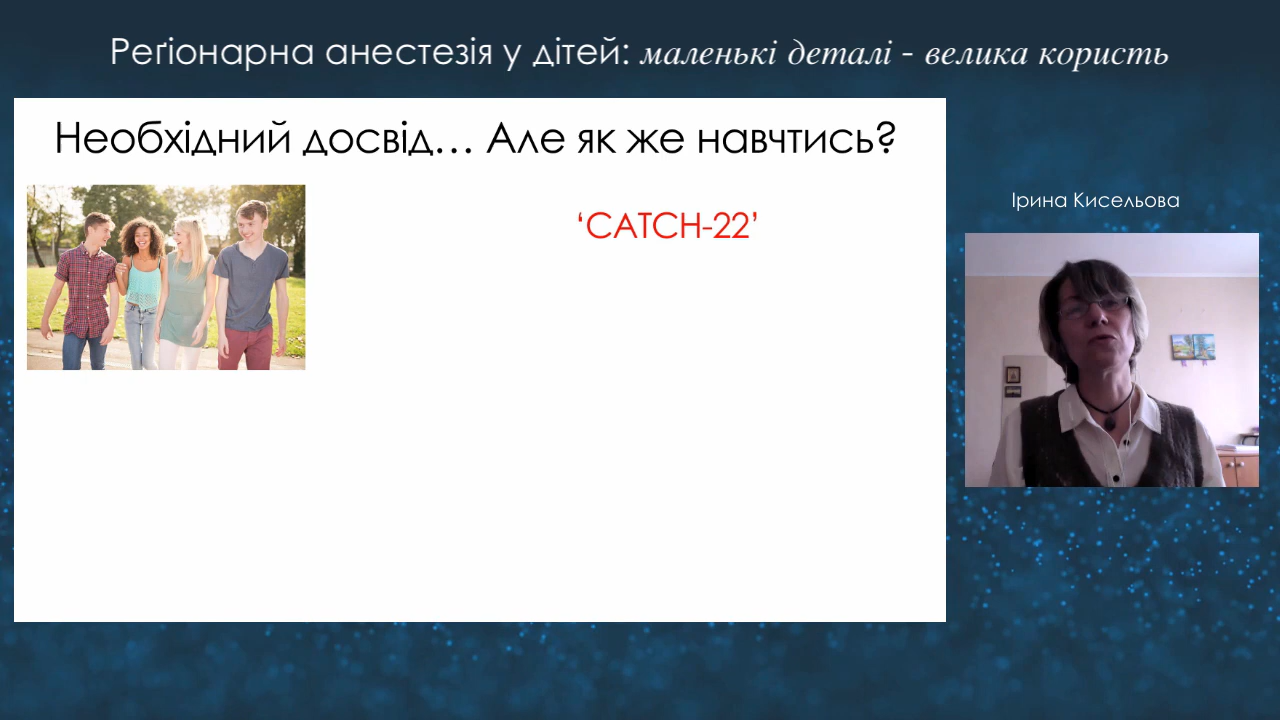 Реґіонарна анестезія у дітей: маленькі деталі - велика користь
Необхідний досвід... Але як же навчтись?
‘CATCH-22’
Ірина Кисельова